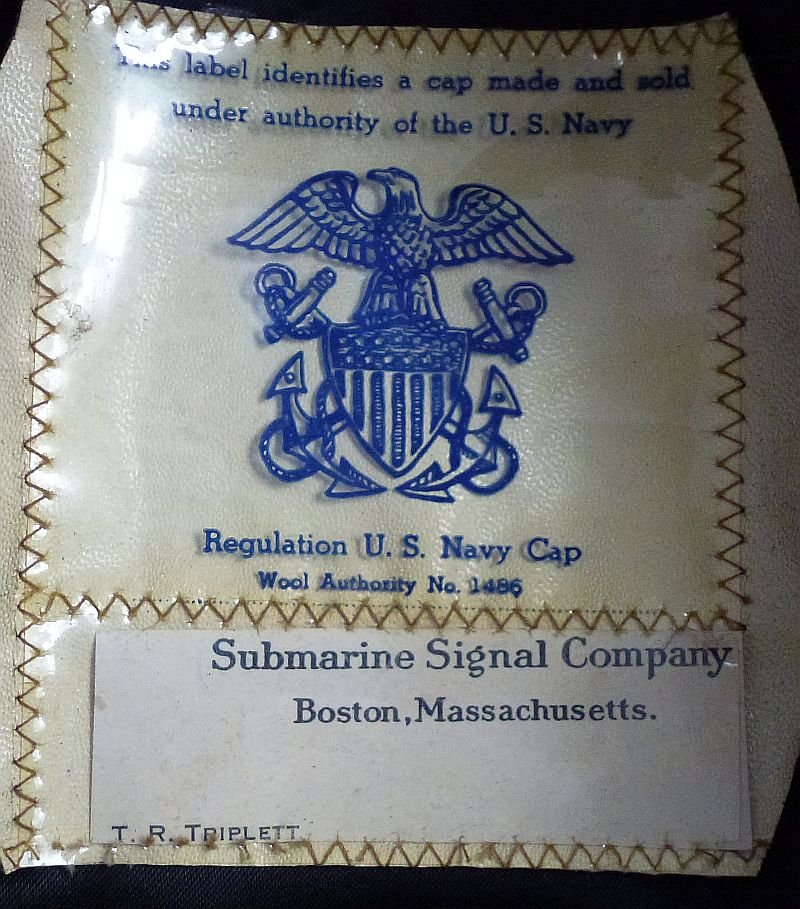 This label identifies a cap made and sold
under authority of the U. S. Navy
Regulation U. S. Navy Cap
Wool Authority No. 1486
Submarine Signal Company
Boston, Massachusetts.
T. R. TRIPLETT